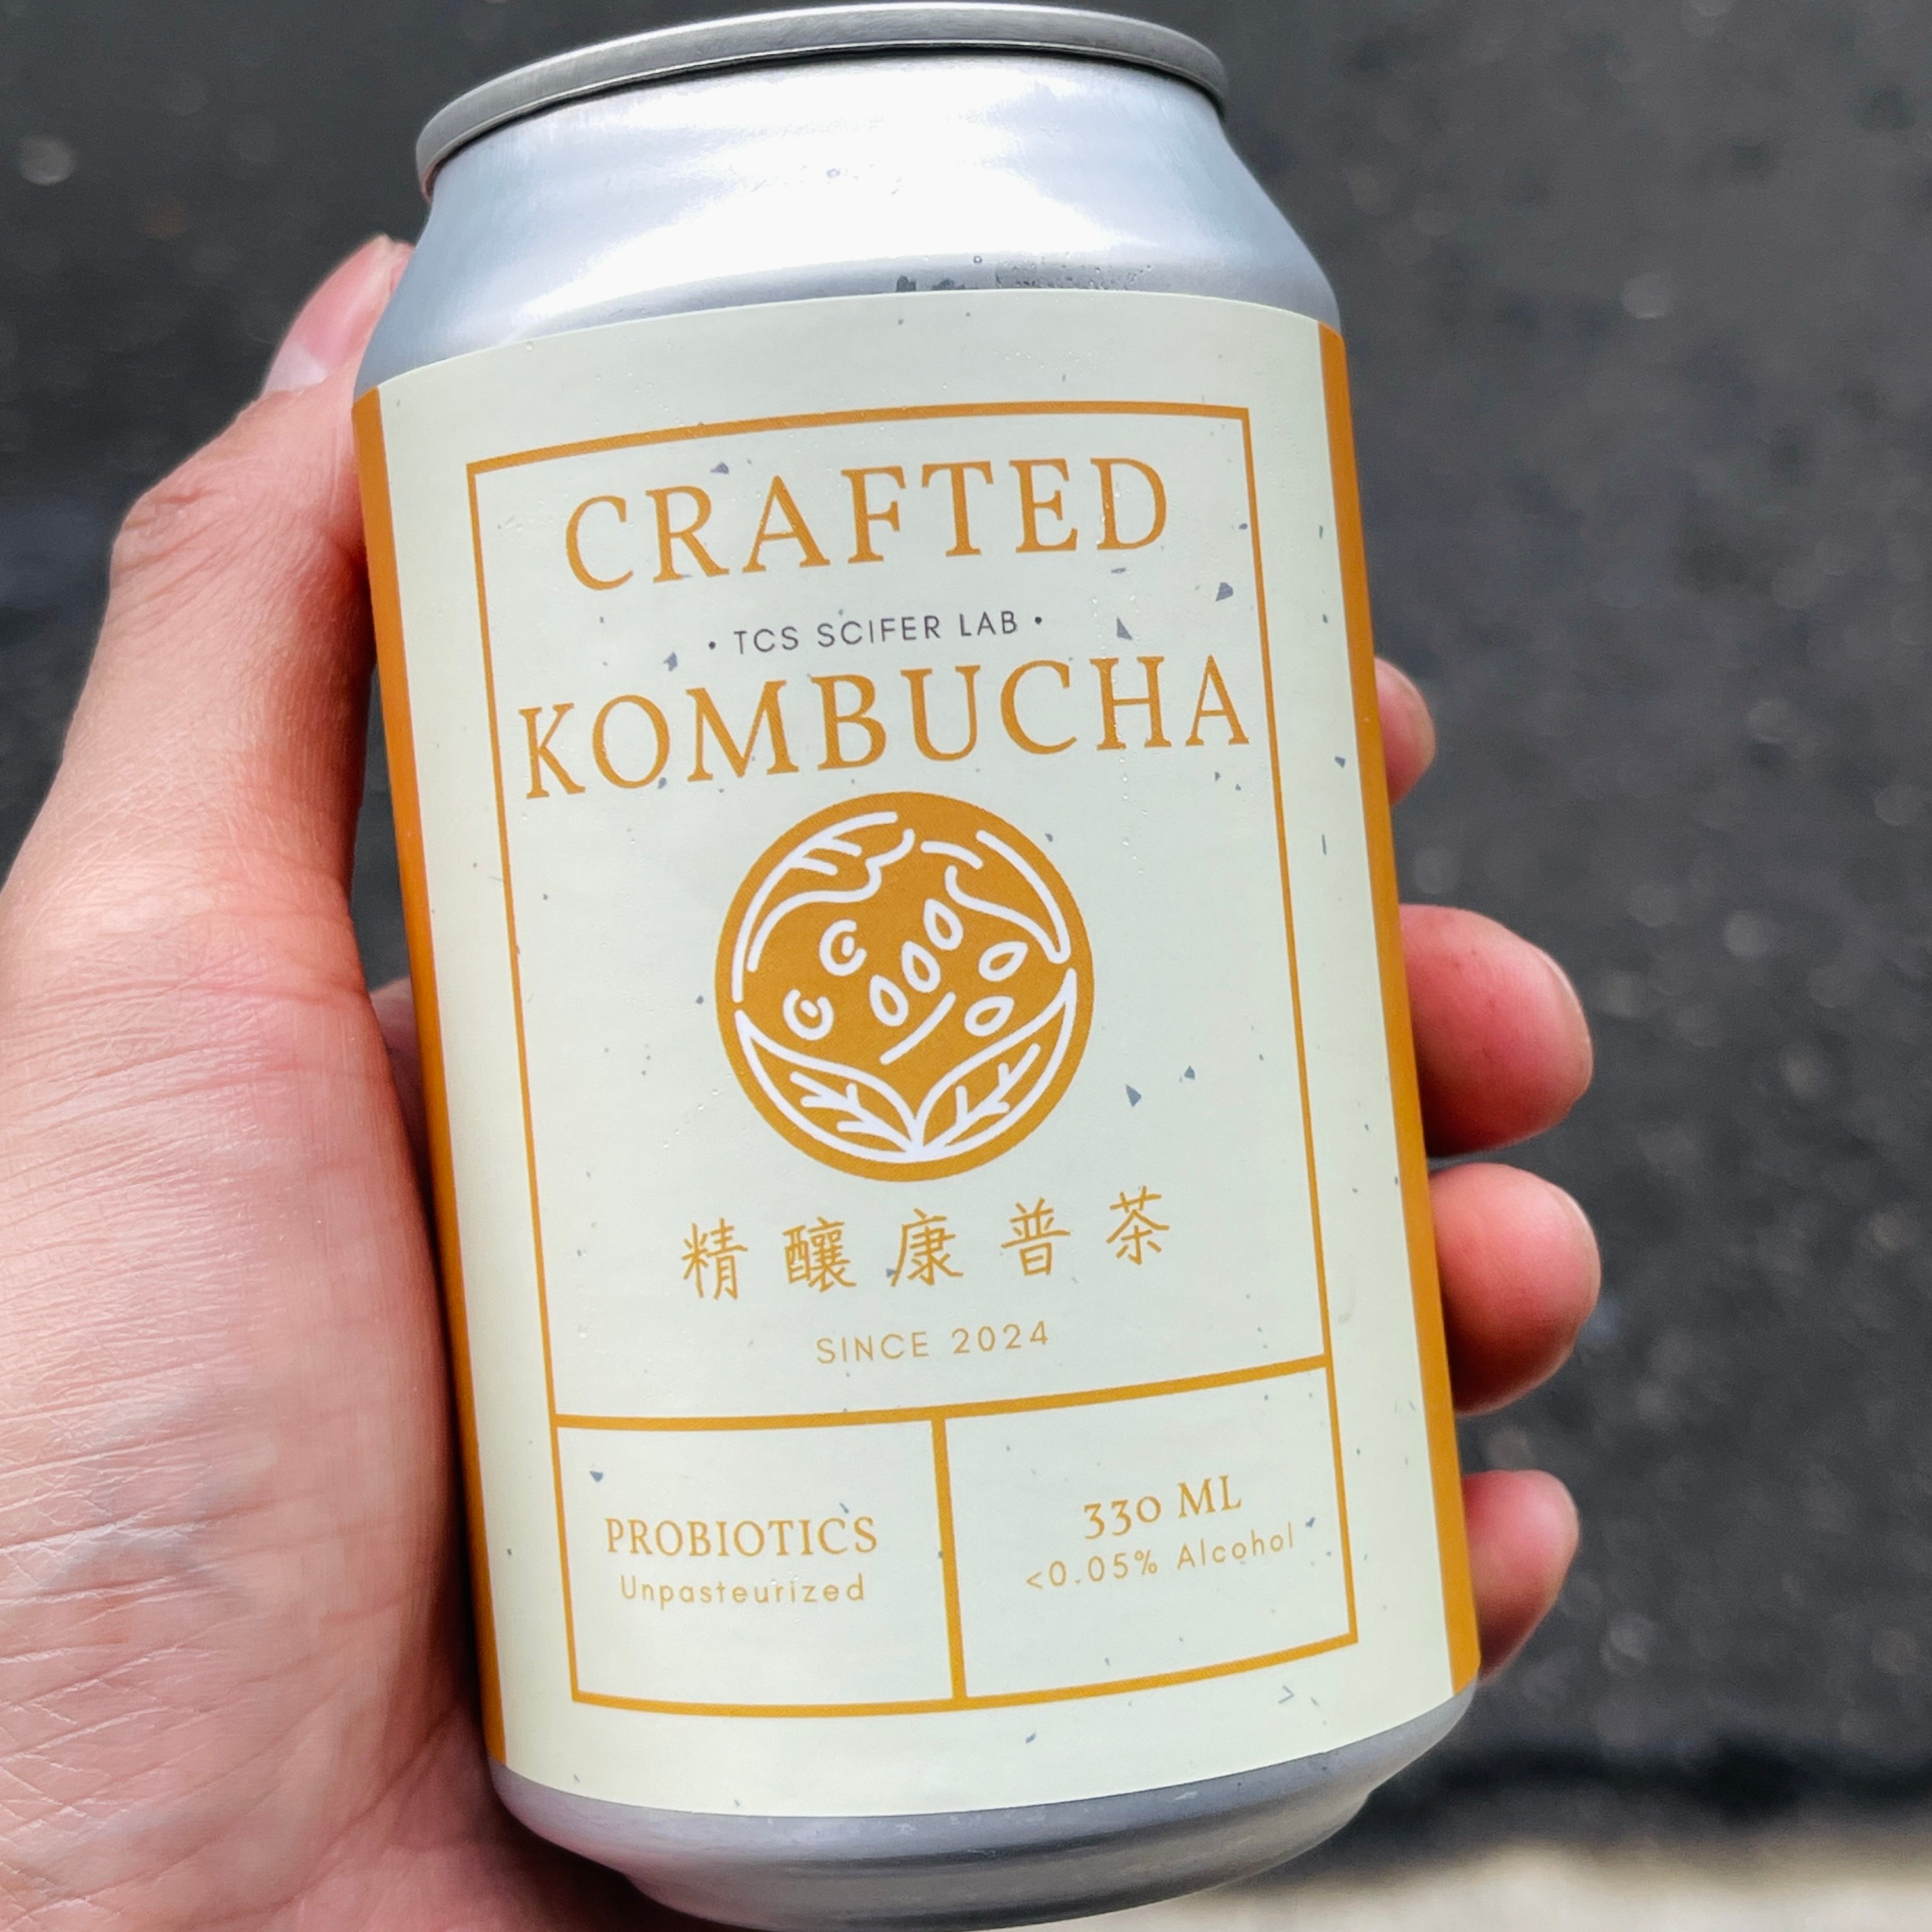 CRAFTED
• TCS SCIFER LAB •
KOMBUCHA
精釀康普茶
SINCE 2024
PROBIOTICS
Unpasteurized
330 ML
<0.05% Alcohol